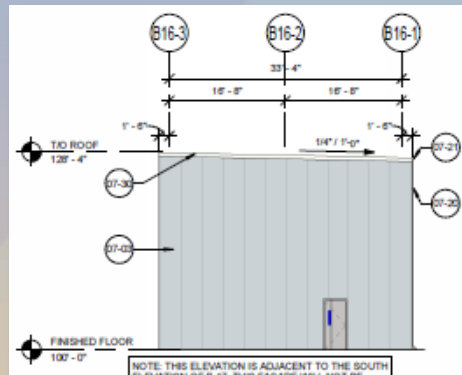 B16-3
B16-2
B16-1
33' - 4"
16' - 8"
16' - 8"
1' - 6"
1' - 6"
1/4" / 1'-0"
T/O ROOF
128' - 4"
07-30
07-21
07-20
07-03
FINISHED FLOOR
100' - 0"
NOTE: THIS ELEVATION IS ADJACENT TO THE SOUTH